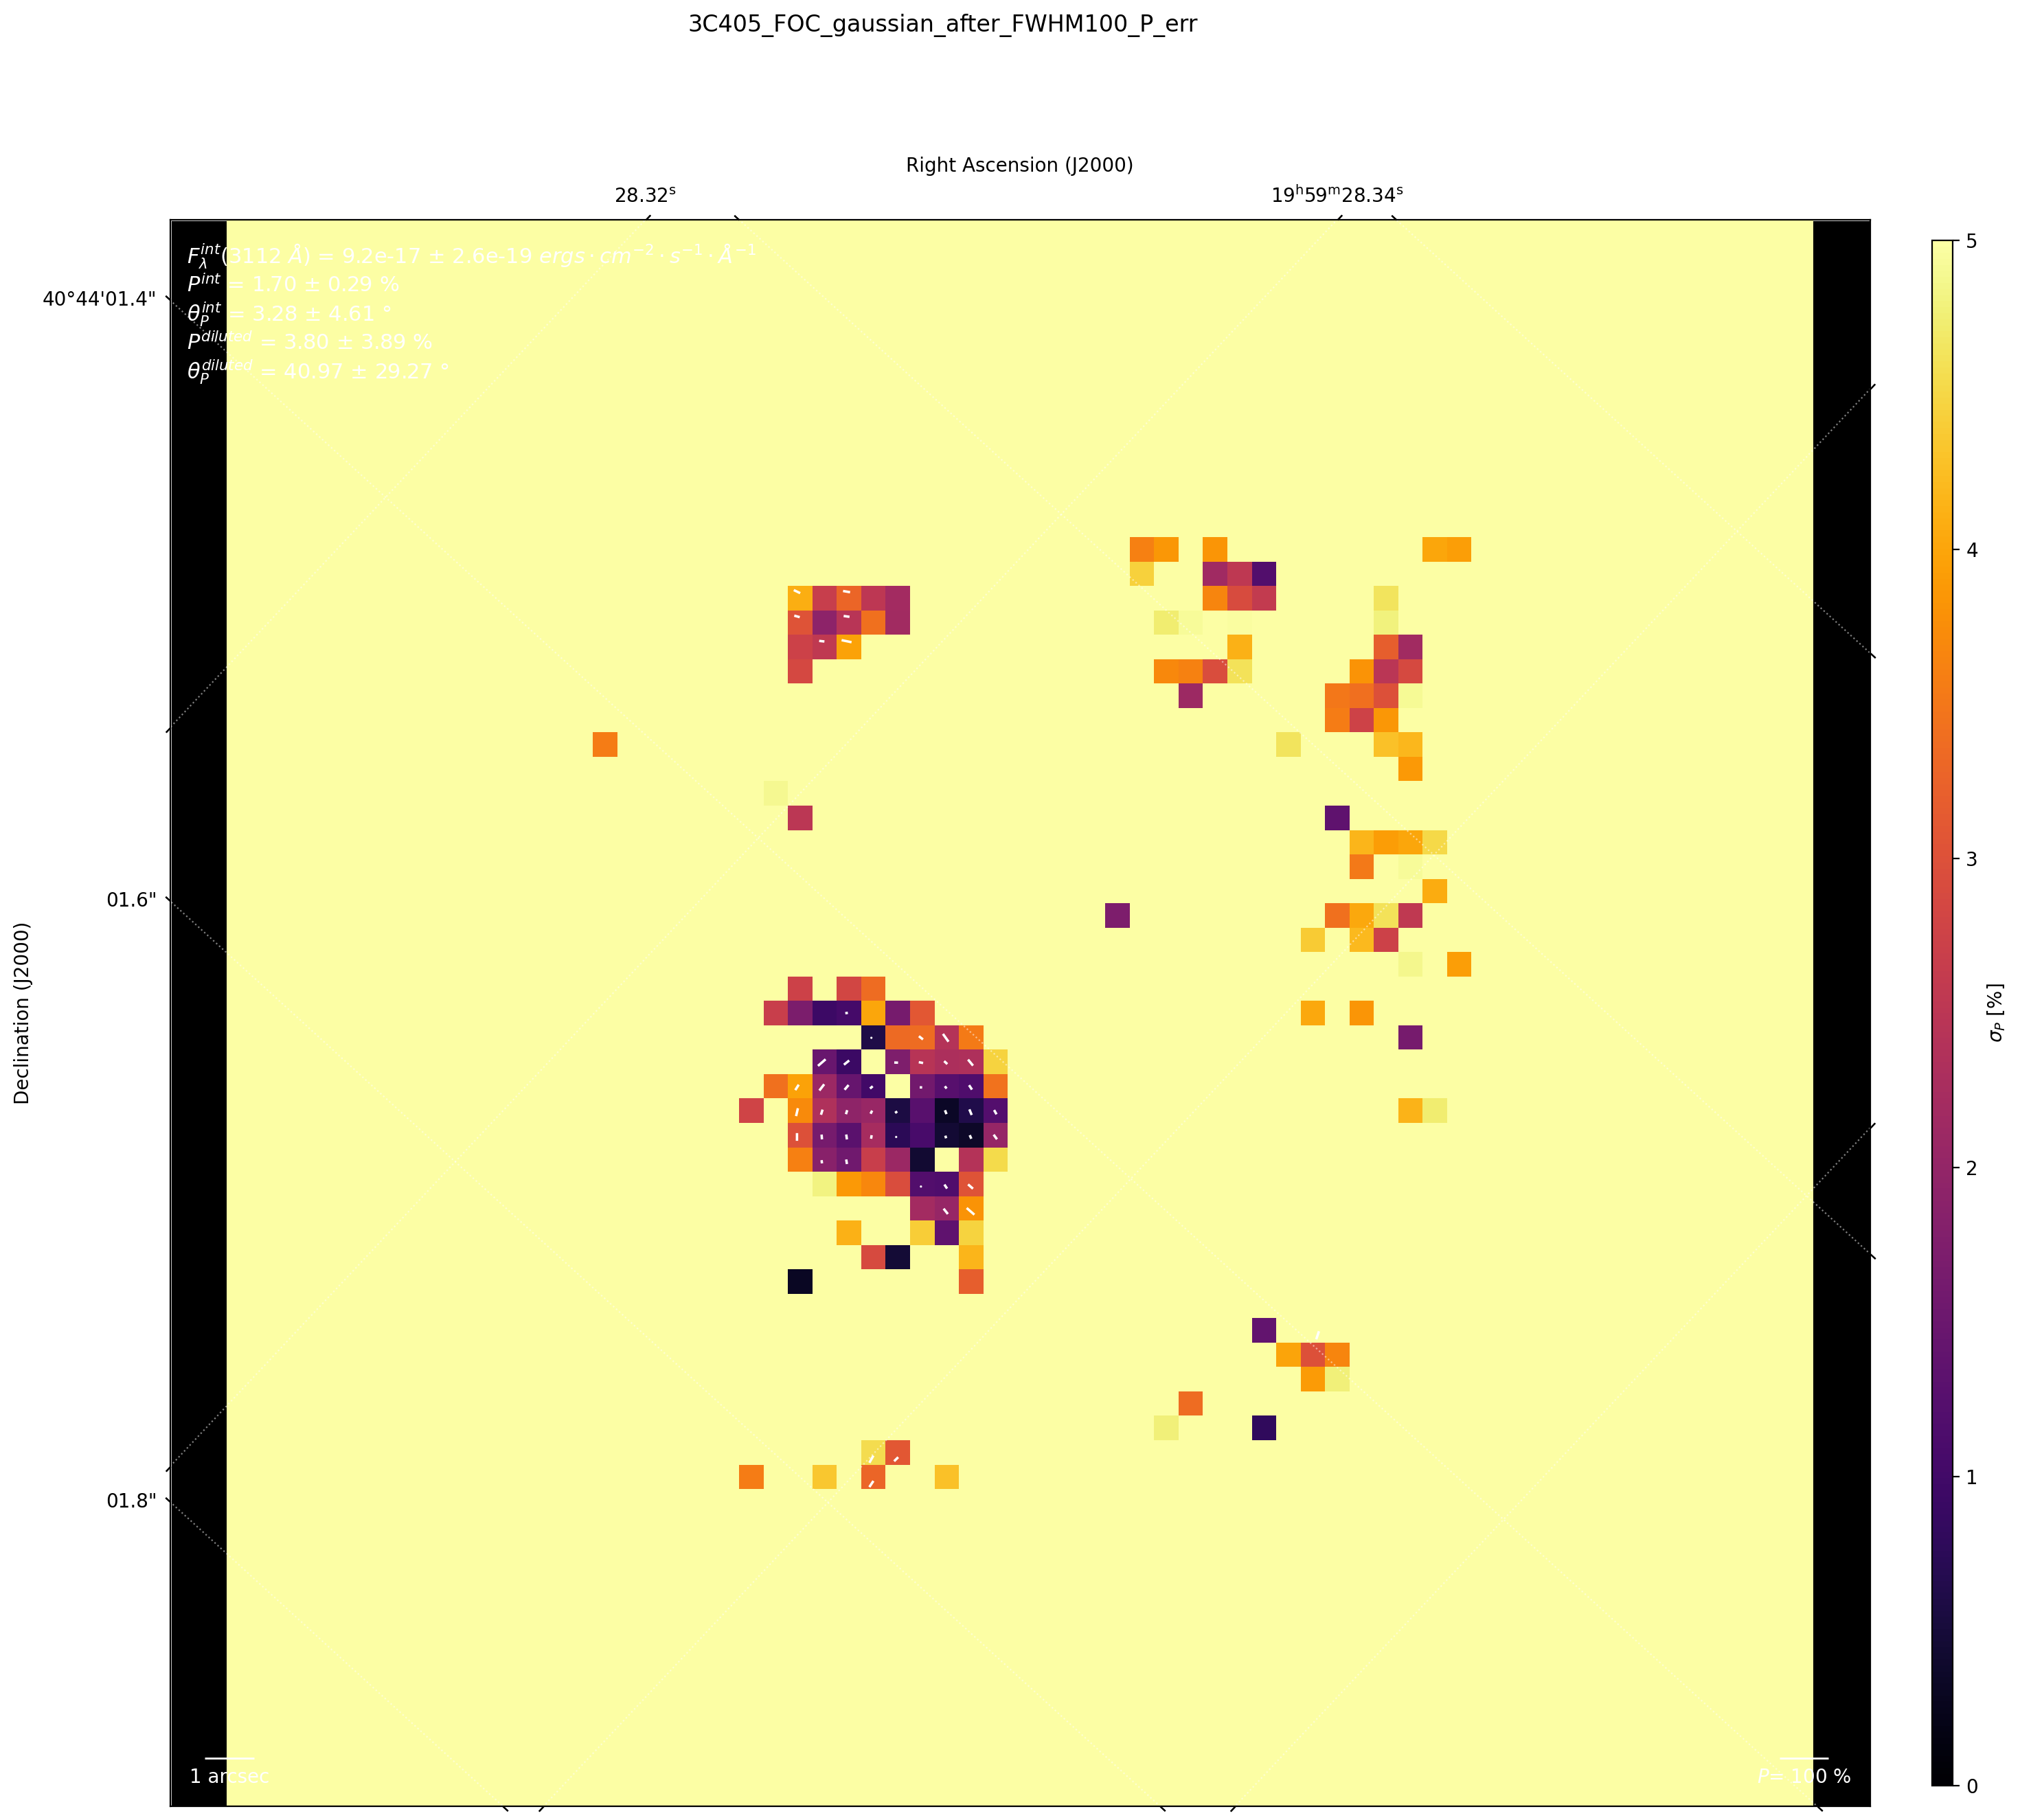 3C405_FOC_gaussian_after_FWHM100_P_err
Right Ascension (J2000)
28.32s 19h59m28.34s
Fλint(3112 Å) = 9.2e-17 ± 2.6e-19 ergs·cm−2·s−1·Å−1
Pint = 1.70 ± 0.29 %
θPint = 3.28 ± 4.61 °
Pdiluted = 3.80 ± 3.89 %
θPdiluted = 40.97 ± 29.27 °
40°44'01.4"
01.6"
01.8"
Declination (J2000)
1 arcsec
P= 100 %
5
4
3
2
1
0
σP [%]